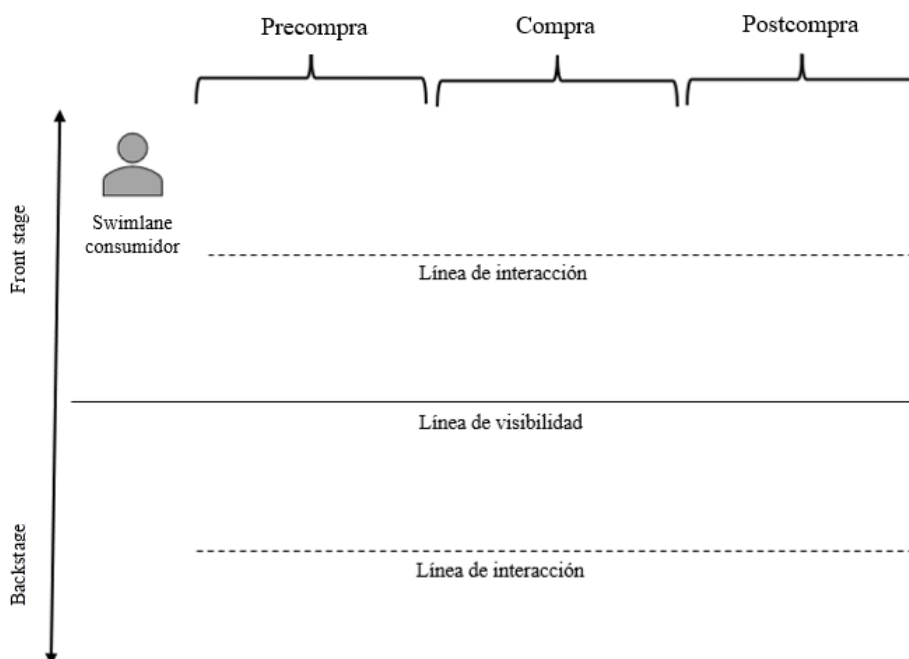 Precompra
Compra
Postcompra
Front stage
Swimlane
consumidor
Línea de interacción
Línea de visibilidad
Backstage
Línea de interacción